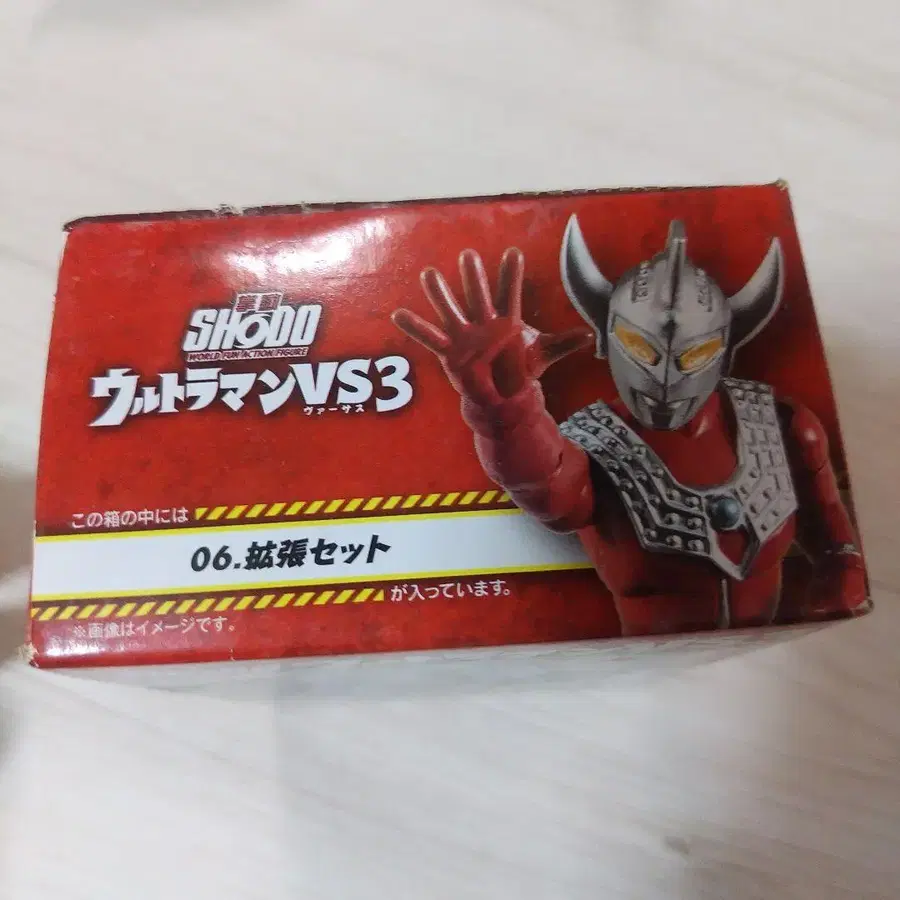 掌動
SHODO
WORLD FUN ACTION FIGURE
ウルトラマンVS3
ヴァーサス
この箱の中には
06.拡張セット
が入っています。
※画像はイメージです。